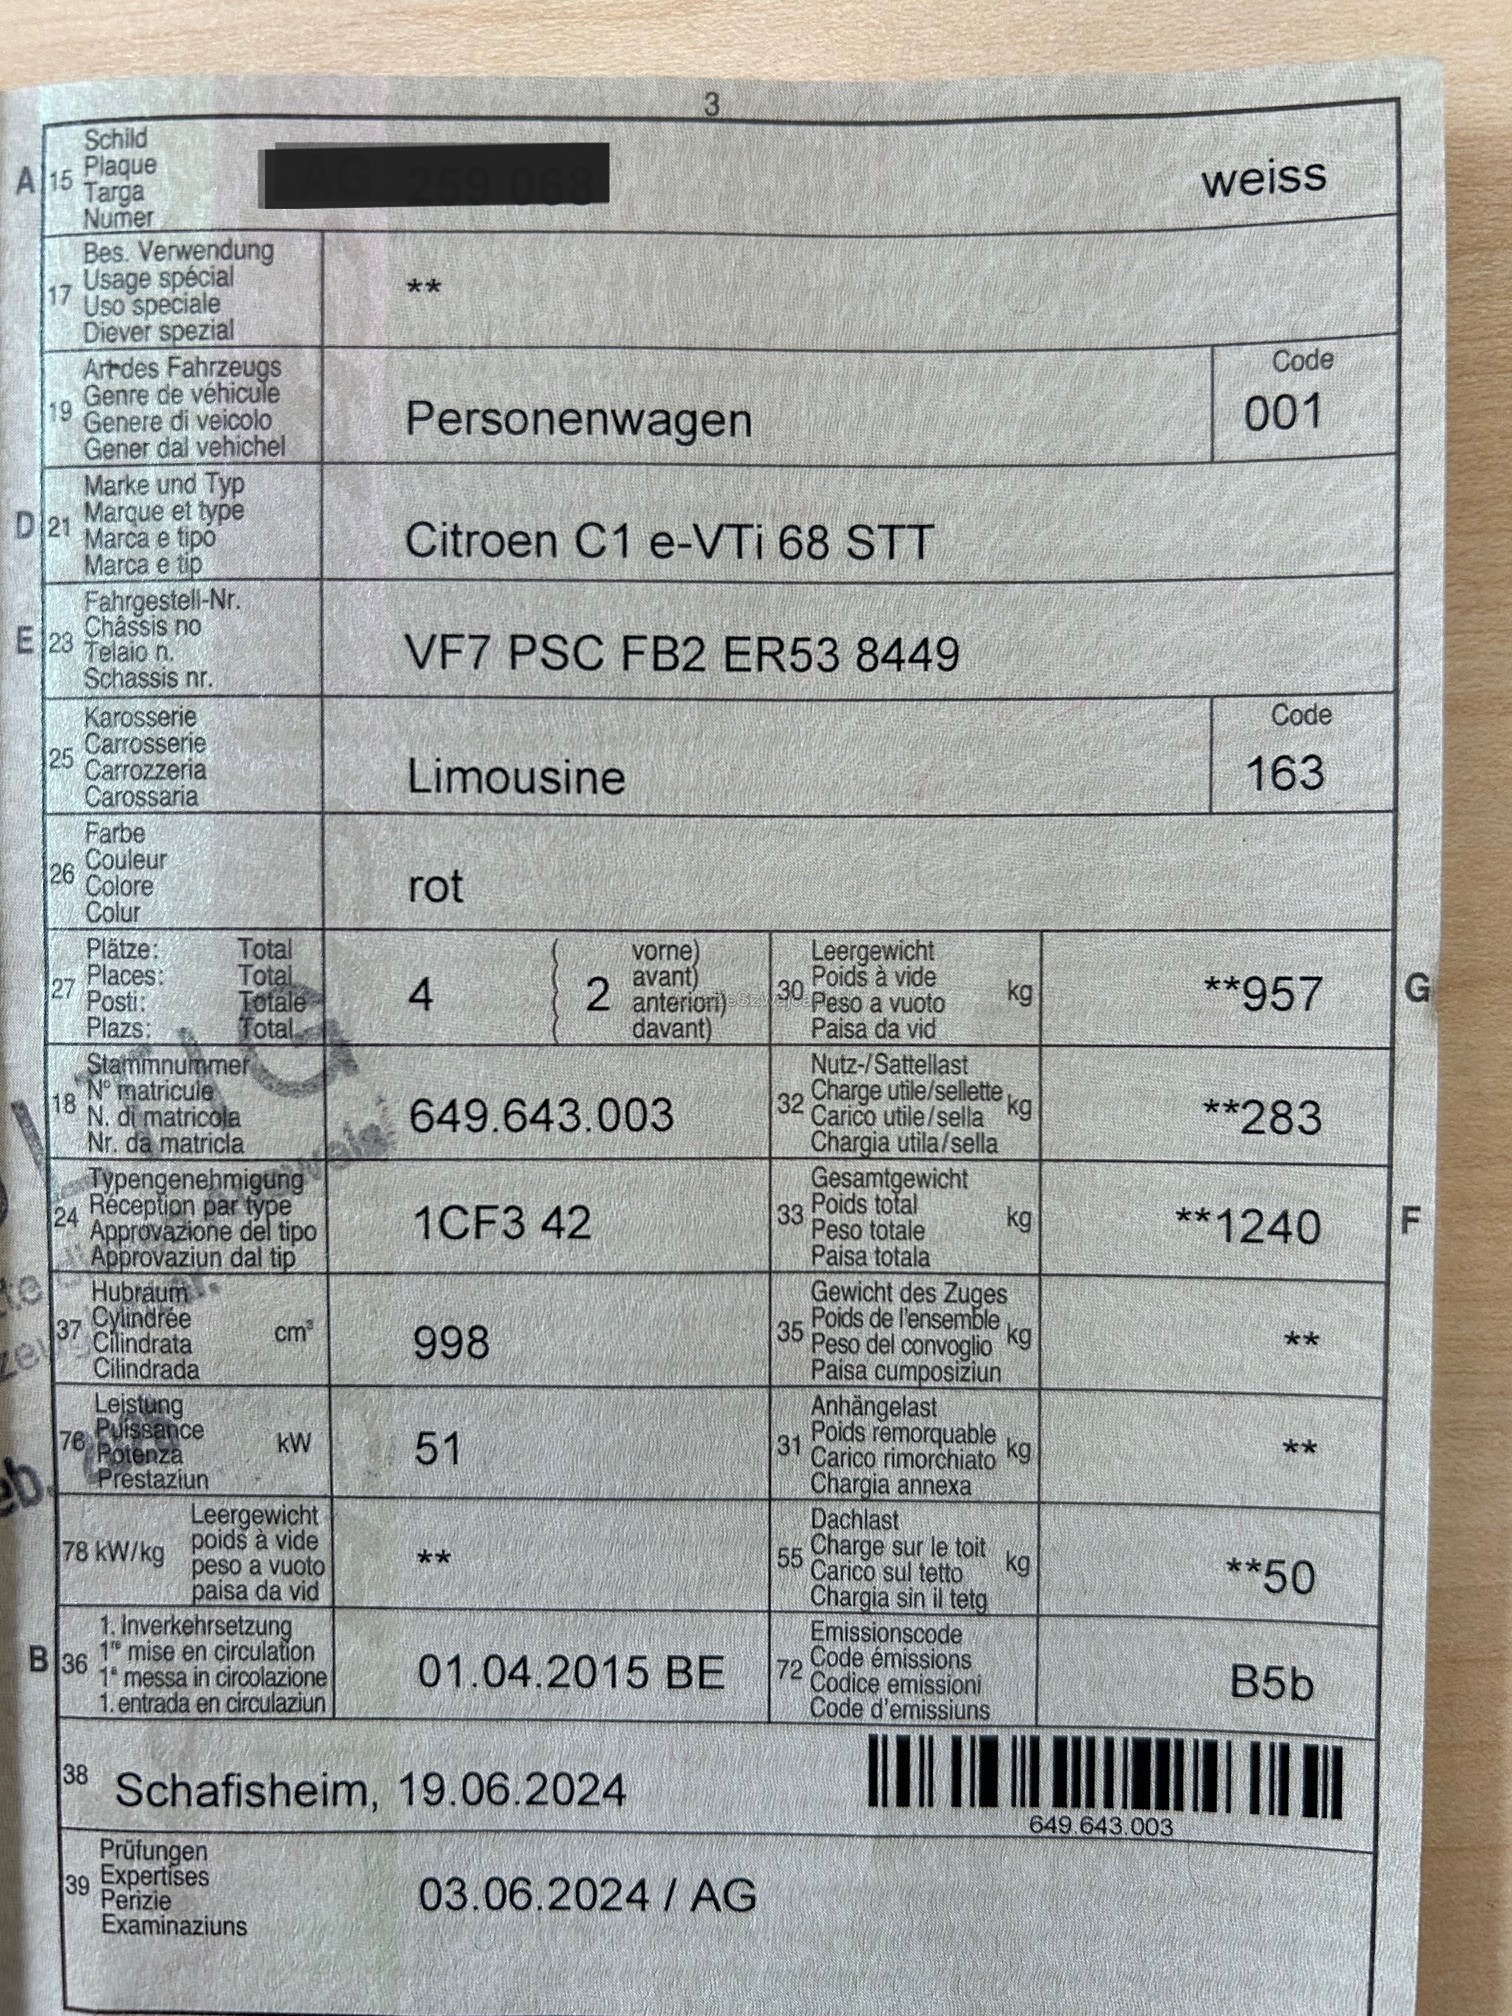 3
A 15 Schild
Plaque
Targa
Numer
weiss
17 Bes. Verwendung
Usage spécial
Uso speciale
Diever spezial
**
19 Art des Fahrzeugs
Genre de véhicule
Genere di veicolo
Gener dal vehichel
Personenwagen
Code
001
D 21 Marke und Typ
Marque et type
Marca e tipo
Marca e tip
Citroen C1 e-VTi 68 STT
E 23 Fahrgestell-Nr.
Châssis no
Telaio n.
Schassis nr.
VF7 PSC FB2 ER53 8449
25 Karosserie
Carrosserie
Carrozzeria
Carossaria
Limousine
Code
163
26 Farbe
Couleur
Colore
Colur
rot
27 Plätze: Total
Places: Total
Posti: Totale
Plazs: Total
4 ( 2 vorne)
avant)
anteriori)
davant)
30 Leergewicht
Poids à vide
Peso a vuoto
Paisa da vid
kg
**957
G
18 Stammnummer
N° matricule
N. di matricola
Nr. da matricla
649.643.003
32 Nutz-/Sattellast
Charge utile/sellette
Carico utile/sella
Chargia utila/sella
kg
**283
24 Typengenehmigung
Réception par type
Approvazione del tipo
Approvaziun dal tip
1CF3 42
33 Gesamtgewicht
Poids total
Peso totale
Paisa totala
kg
**1240
F
37 Hubraum
Cylindrée
Cilindrata
Cilindrada
cm³
998
35 Gewicht des Zuges
Poids de l'ensemble
Peso del convoglio
Paisa cumposiziun
kg
**
76 Leistung
Puissance
Potenza
Prestaziun
kW
51
31 Anhängelast
Poids remorquable
Carico rimorchiato
Chargia annexa
kg
**
78 kW/kg Leergewicht
poids à vide
peso a vuoto
paisa da vid
**
55 Dachlast
Charge sur le toit
Carico sul tetto
Chargia sin il tetg
kg
**50
B 36 1. Inverkehrsetzung
1re mise en circulation
1a messa in circolazione
1. entrada en circulaziun
01.04.2015 BE
72 Emissionscode
Code émissions
Codice emissioni
Code d'emissiuns
B5b
38 Schafisheim, 19.06.2024
649.643.003
39 Prüfungen
Expertises
Perizie
Examinaziuns
03.06.2024 / AG